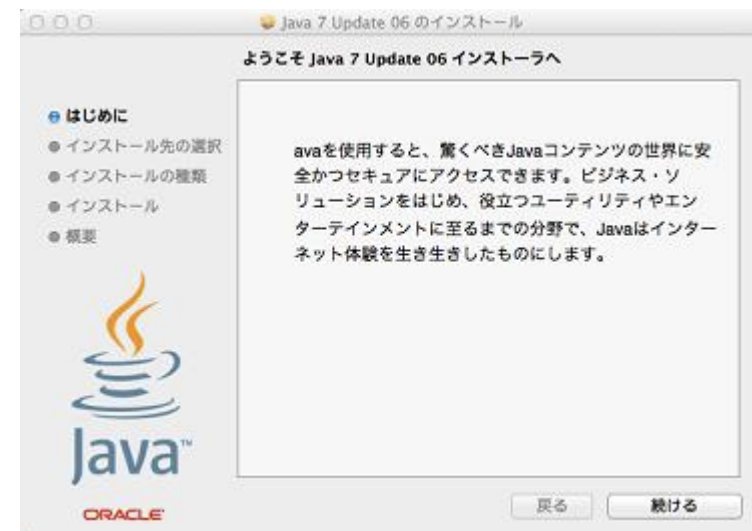 Java 7 Update 06 のインストール
ようこそ Java 7 Update 06 インストーラへ
はじめに
インストール先の選択
インストールの種類
インストール
概要
avaを使用すると、驚くべきJavaコンテンツの世界に安
全かつセキュアにアクセスできます。ビジネス・ソ
リューションをはじめ、役立つユーティリティやエン
ターテインメントに至るまでの分野で、Javaはインター
ネット体験を生き生きしたものにします。
Java™
ORACLE
戻る
続ける